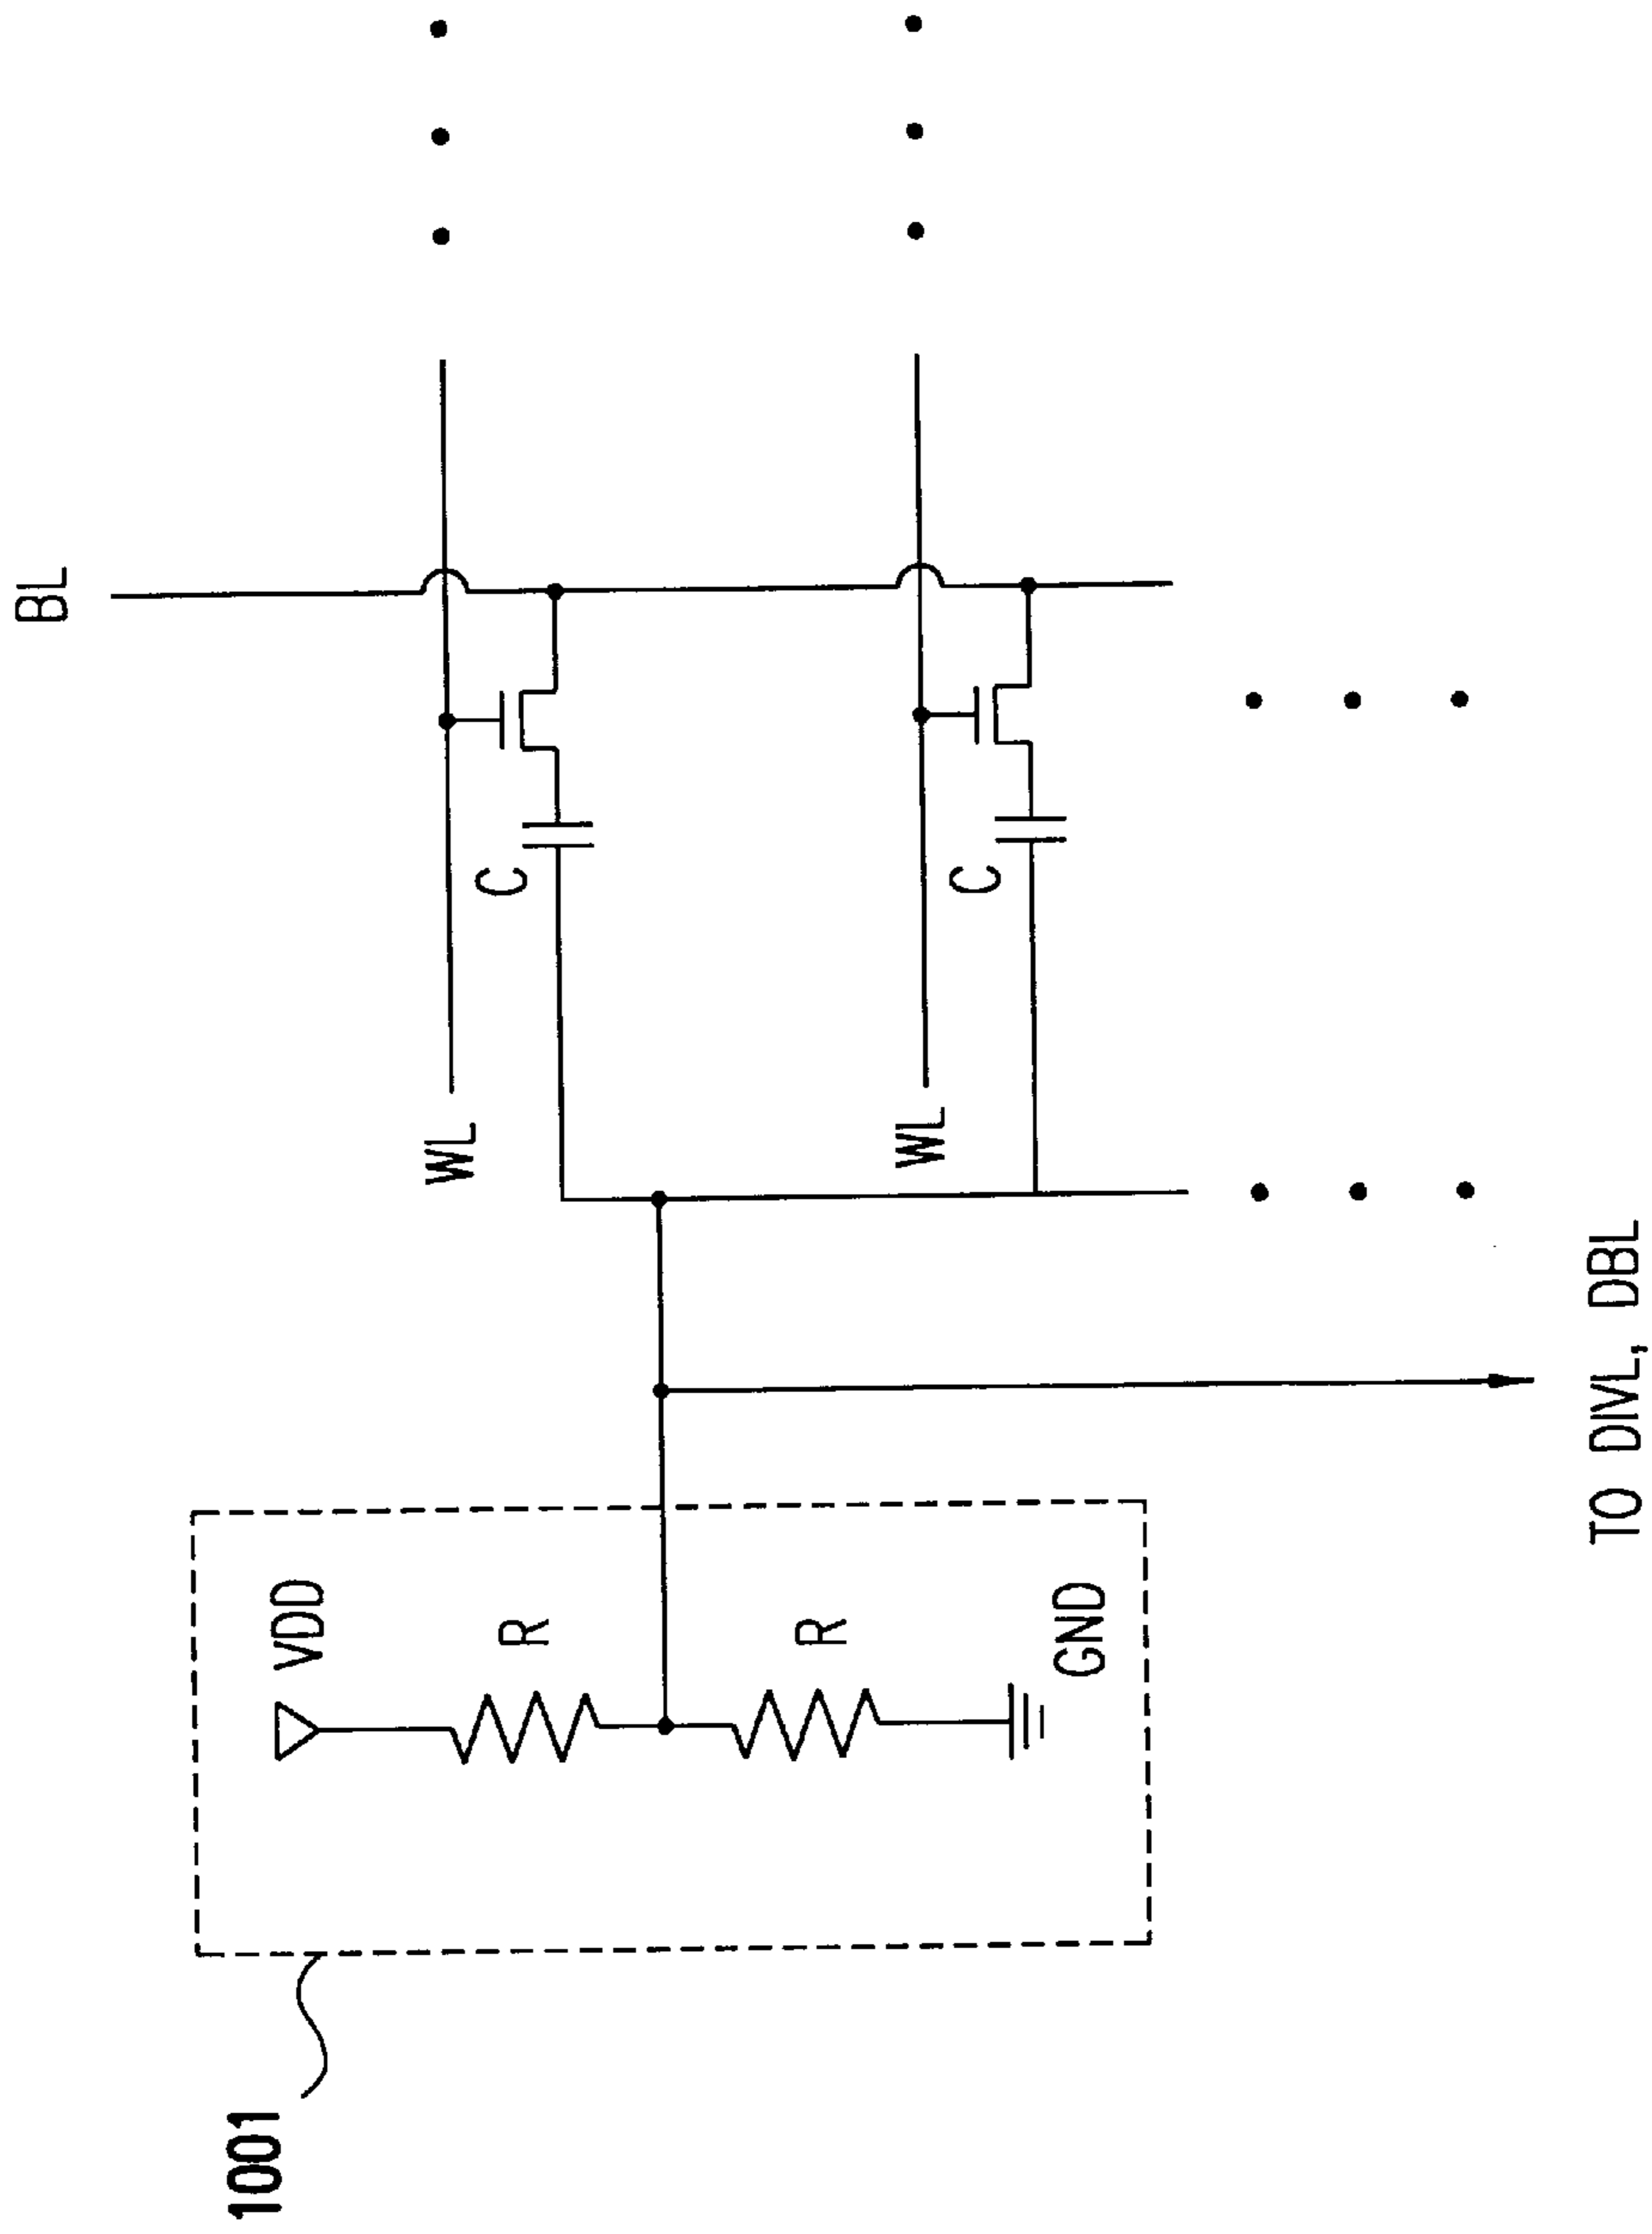 BL
1001
VDD
WL
C
R
R
WL
C
GND
TO DIVL, DBL